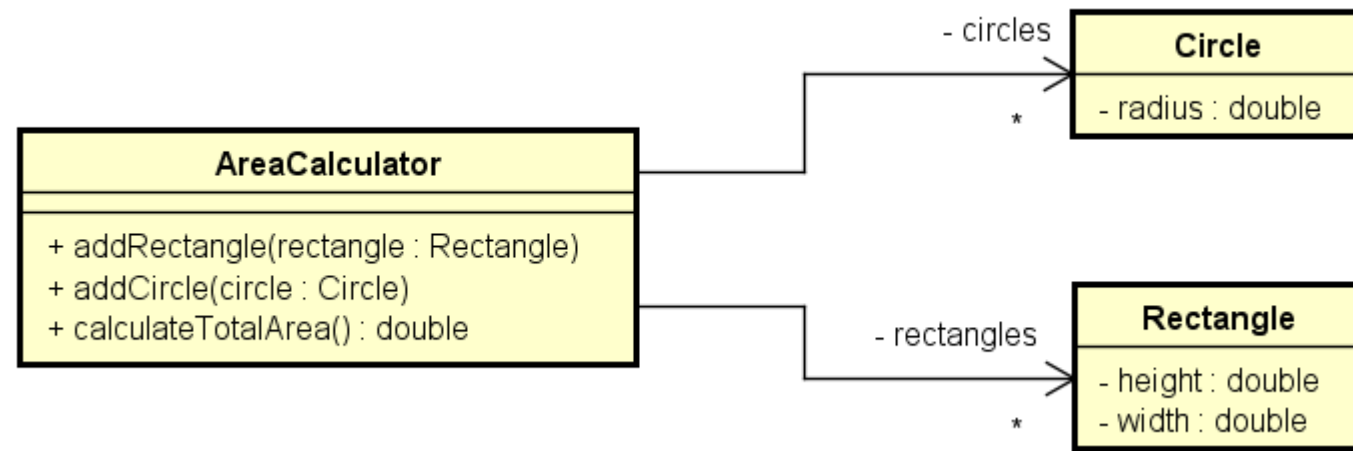 - circles
Circle
- radius : double
*
AreaCalculator
+ addRectangle(rectangle : Rectangle)
+ addCircle(circle : Circle)
+ calculateTotalArea() : double
- rectangles
Rectangle
- height : double
- width : double
*